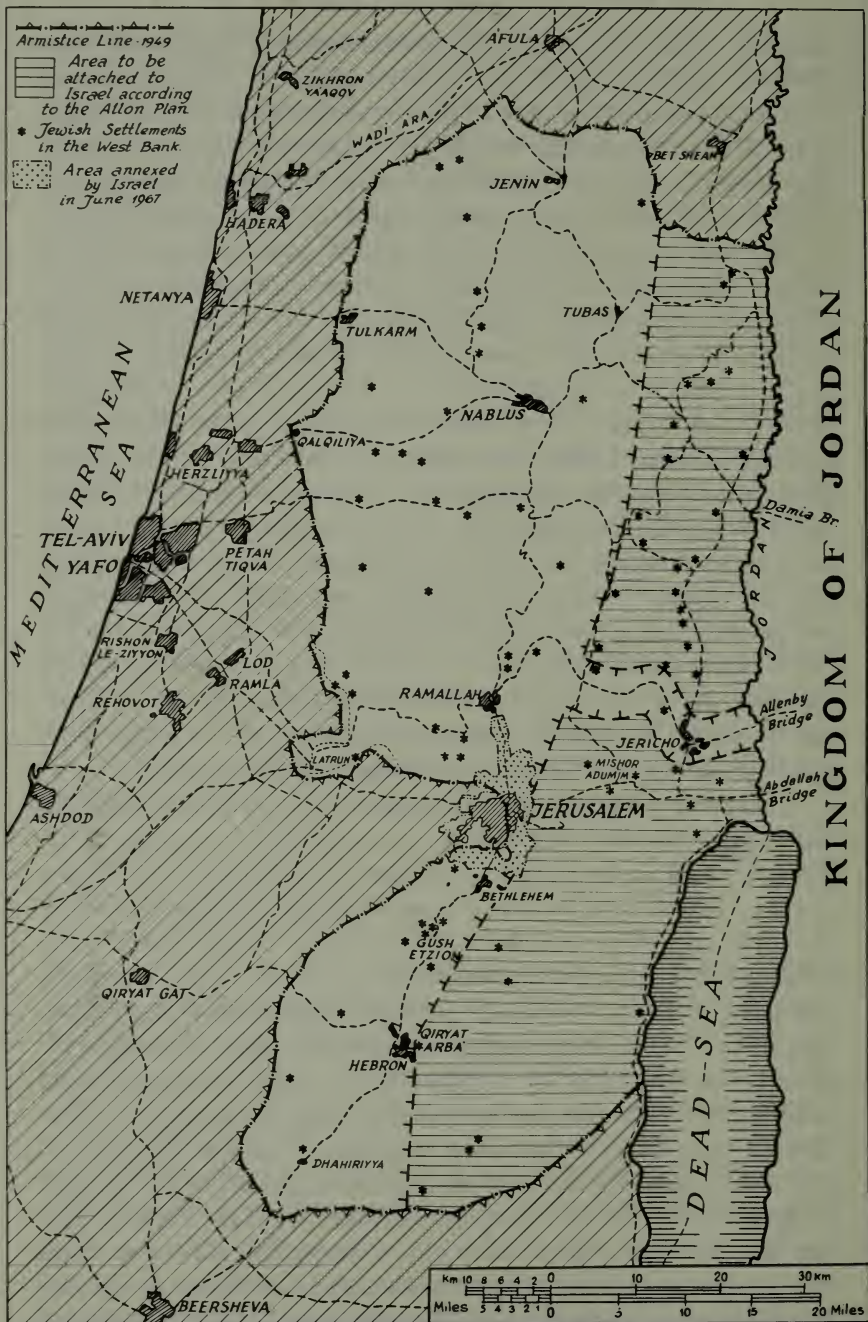 Armistice Line - 1949
Area to be
attached to
Israel according
to the Allon Plan
* Jewish Settlements
in the West Bank.
Area annexed
by Israel
in June 1967
AFULA
ZIKHRON
YAAQOV
WADI ARA
BET SHEAN
JENIN
HADERA
NETANYA
TULKARM
TUBAS
NABLUS
QALQILIYA
HERZLIYYA
MEDITERRANEAN
SEA
KINGDOM OF JORDAN
Damia Br.
JORDAN
TEL-AVIV
YAFO
PETAH
TIQVA
RISHON
LE-ZIYYON
LOD
RAMLA
REHOVOT
RAMALLAH
Allenby
Bridge
JERICHO
LATRUN
MISHOR
ADUMIM
Abdallah
Bridge
ASHDOD
JERUSALEM
BETHLEHEM
GUSH
ETZION
QIRYAT GAT
QIRYAT
ARBA'
HEBRON
DEAD SEA
DHAHIRIYYA
BEERSHEVA
Km 10 8 6 4 2 0 10 20 30 Km
Miles 5 4 3 2 1 0 5 10 15 20 Miles